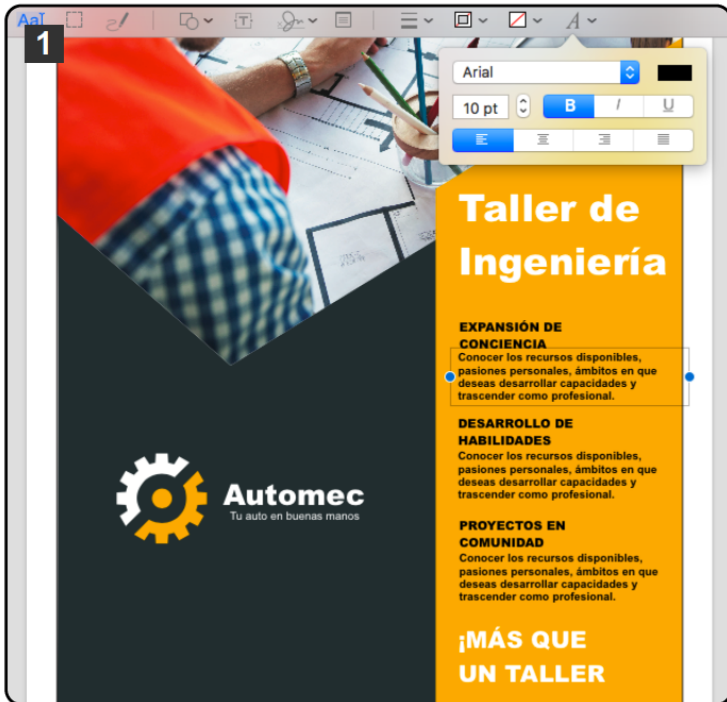 AaI
1
Arial
10 pt
B I U
Taller de
Ingeniería
EXPANSIÓN DE
CONCIENCIA
Conocer los recursos disponibles,
pasiones personales, ámbitos en que
deseas desarrollar capacidades y
trascender como profesional.
DESARROLLO DE
HABILIDADES
Conocer los recursos disponibles,
pasiones personales, ámbitos en que
deseas desarrollar capacidades y
trascender como profesional.
PROYECTOS EN
COMUNIDAD
Conocer los recursos disponibles,
pasiones personales, ámbitos en que
deseas desarrollar capacidades y
trascender como profesional.
Automec
Tu auto en buenas manos
¡MÁS QUE
UN TALLER